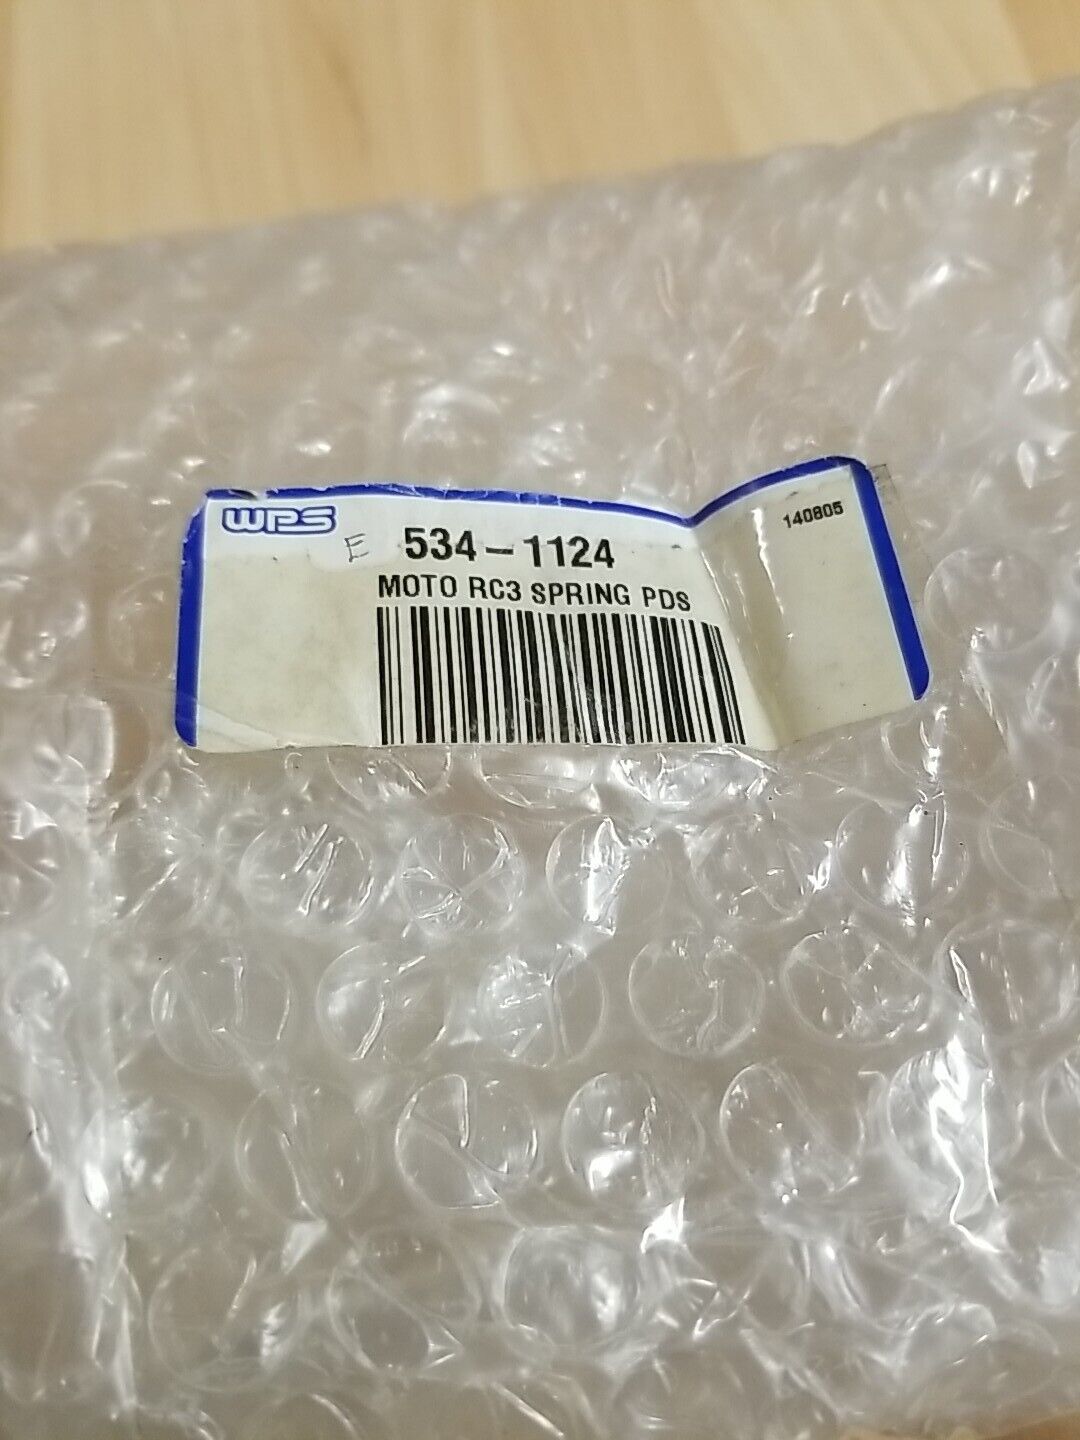 WPS
140805
E 534-1124
MOTO RC3 SPRING PDS